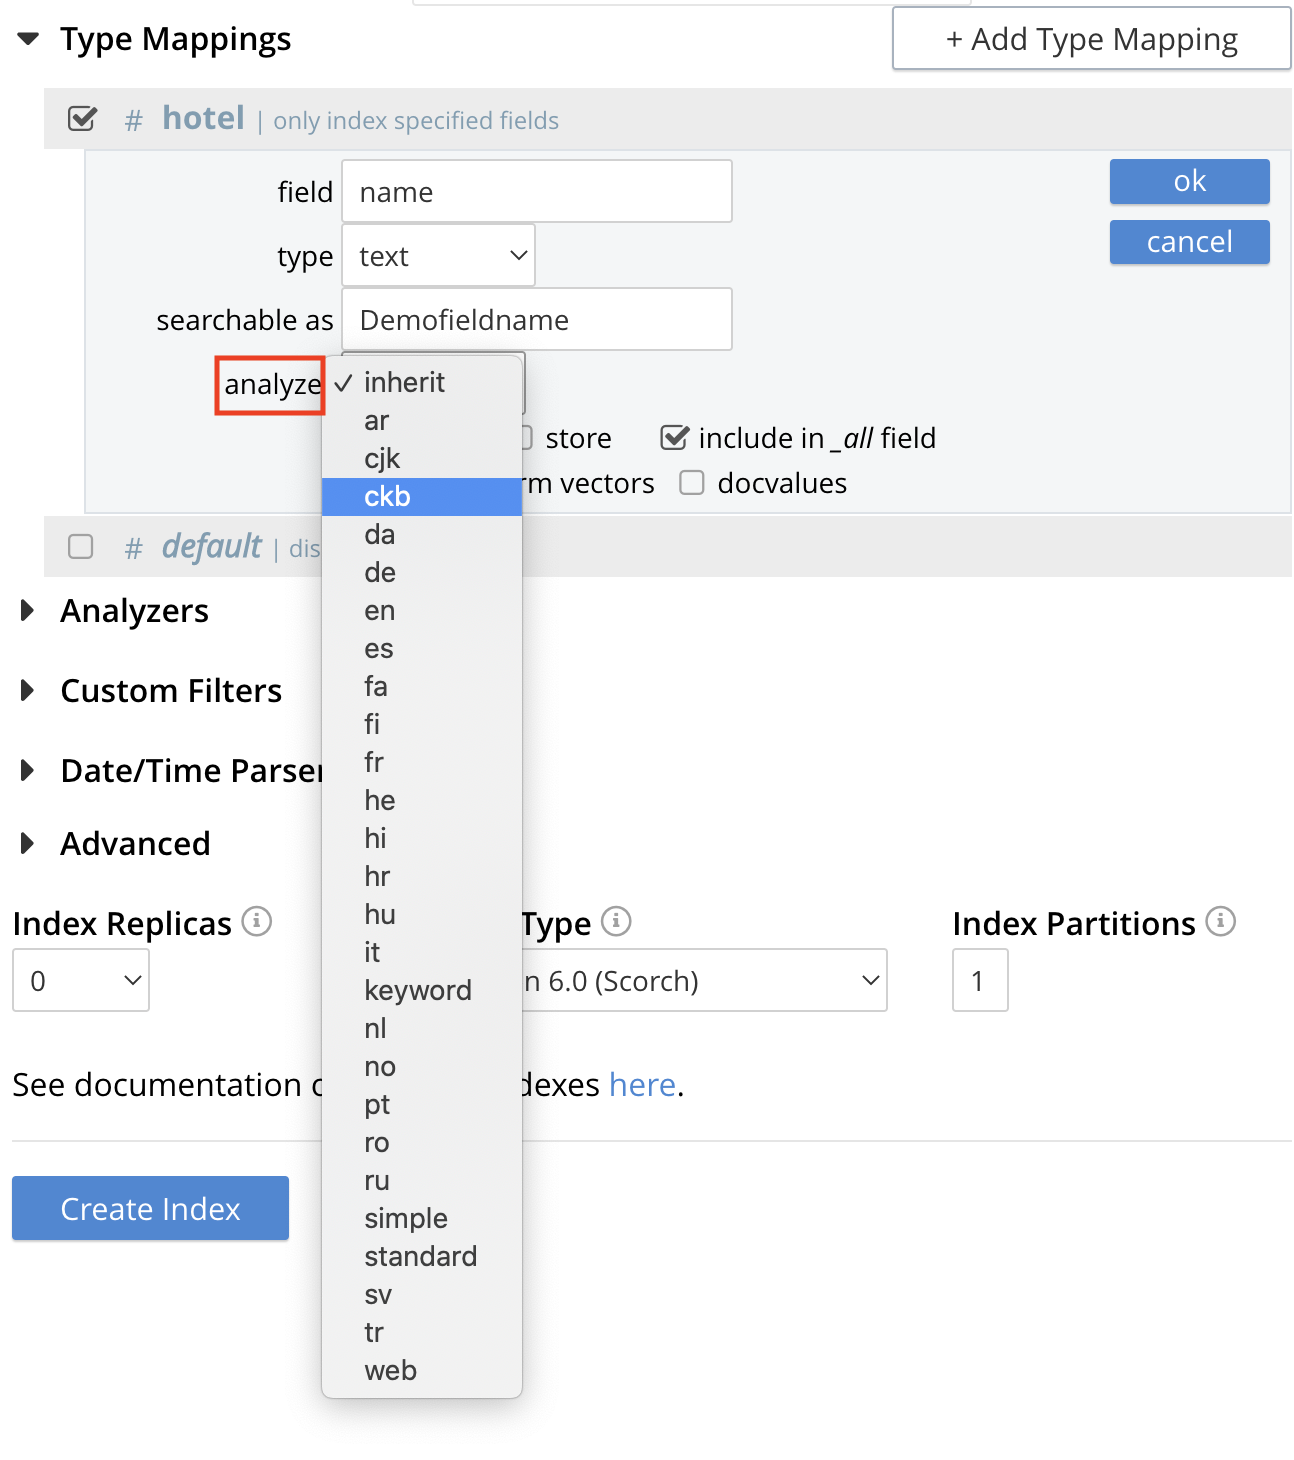 Type Mappings
+ Add Type Mapping
# hotel | only index specified fields
field name
ok
type text
cancel
searchable as Demofieldname
analyze
✓ inherit
ar
cjk
store
include in _all field
ckb
vectors
docvalues
da
# default |
de
en
Analyzers
es
fa
Custom Filters
fi
fr
Date/Time
he
hi
Advanced
hr
hu
Index Replicas
Type
Index Partitions
it
0
6.0 (Scorch)
1
keyword
nl
no
See documentation
here.
pt
ro
ru
Create Index
simple
standard
sv
tr
web